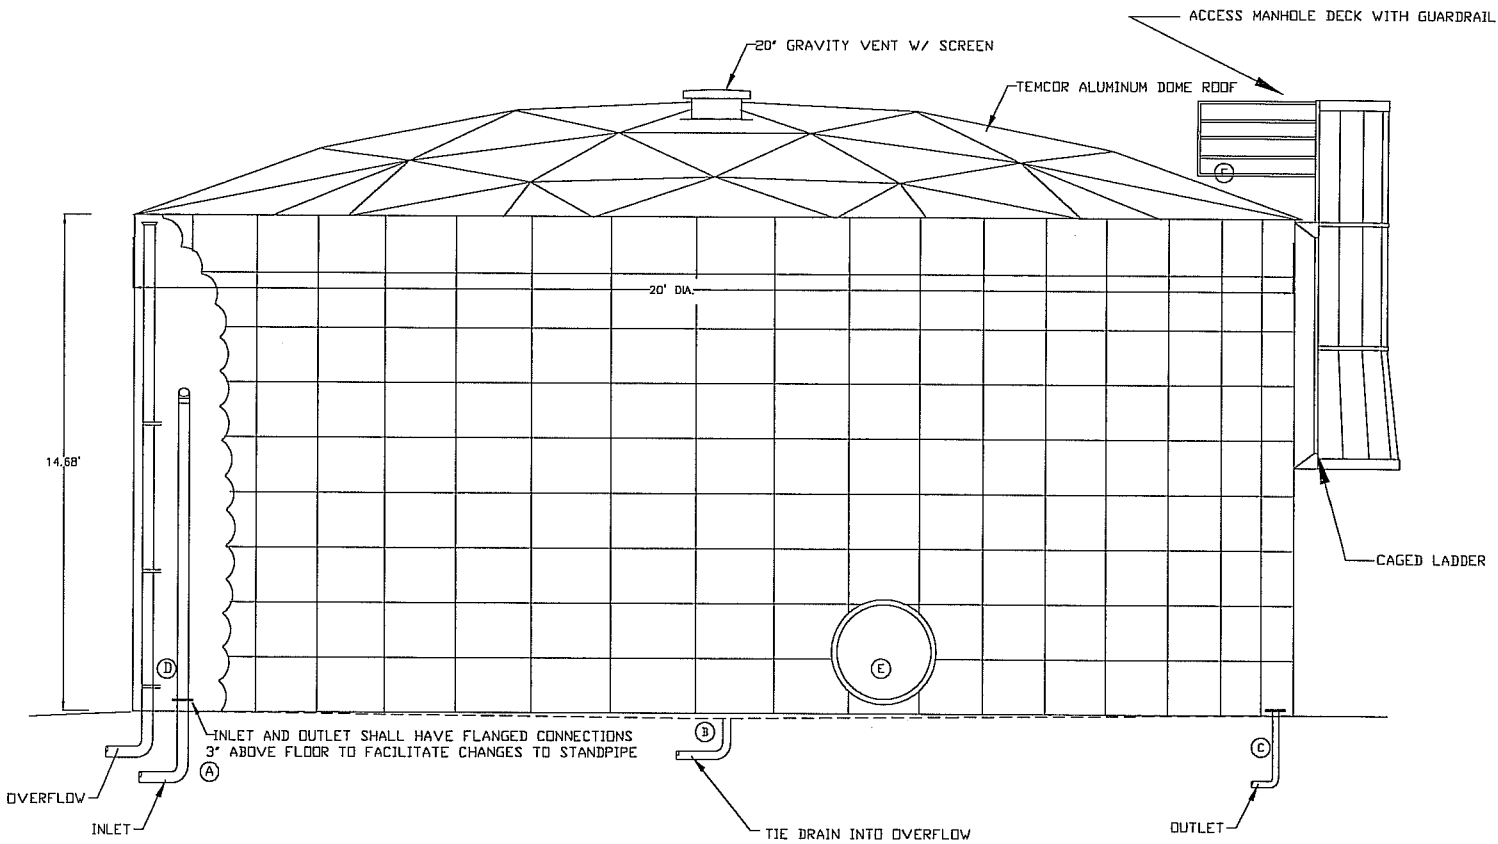 ACCESS MANHOLE DECK WITH GUARDRAIL
20" GRAVITY VENT W/ SCREEN
TEMCOR ALUMINUM DOME ROOF
F
20' DIA.
14.68'
CAGED LADDER
D
E
INLET AND OUTLET SHALL HAVE FLANGED CONNECTIONS
3" ABOVE FLOOR TO FACILITATE CHANGES TO STANDPIPE
A
B
C
OVERFLOW
INLET
TIE DRAIN INTO OVERFLOW
OUTLET